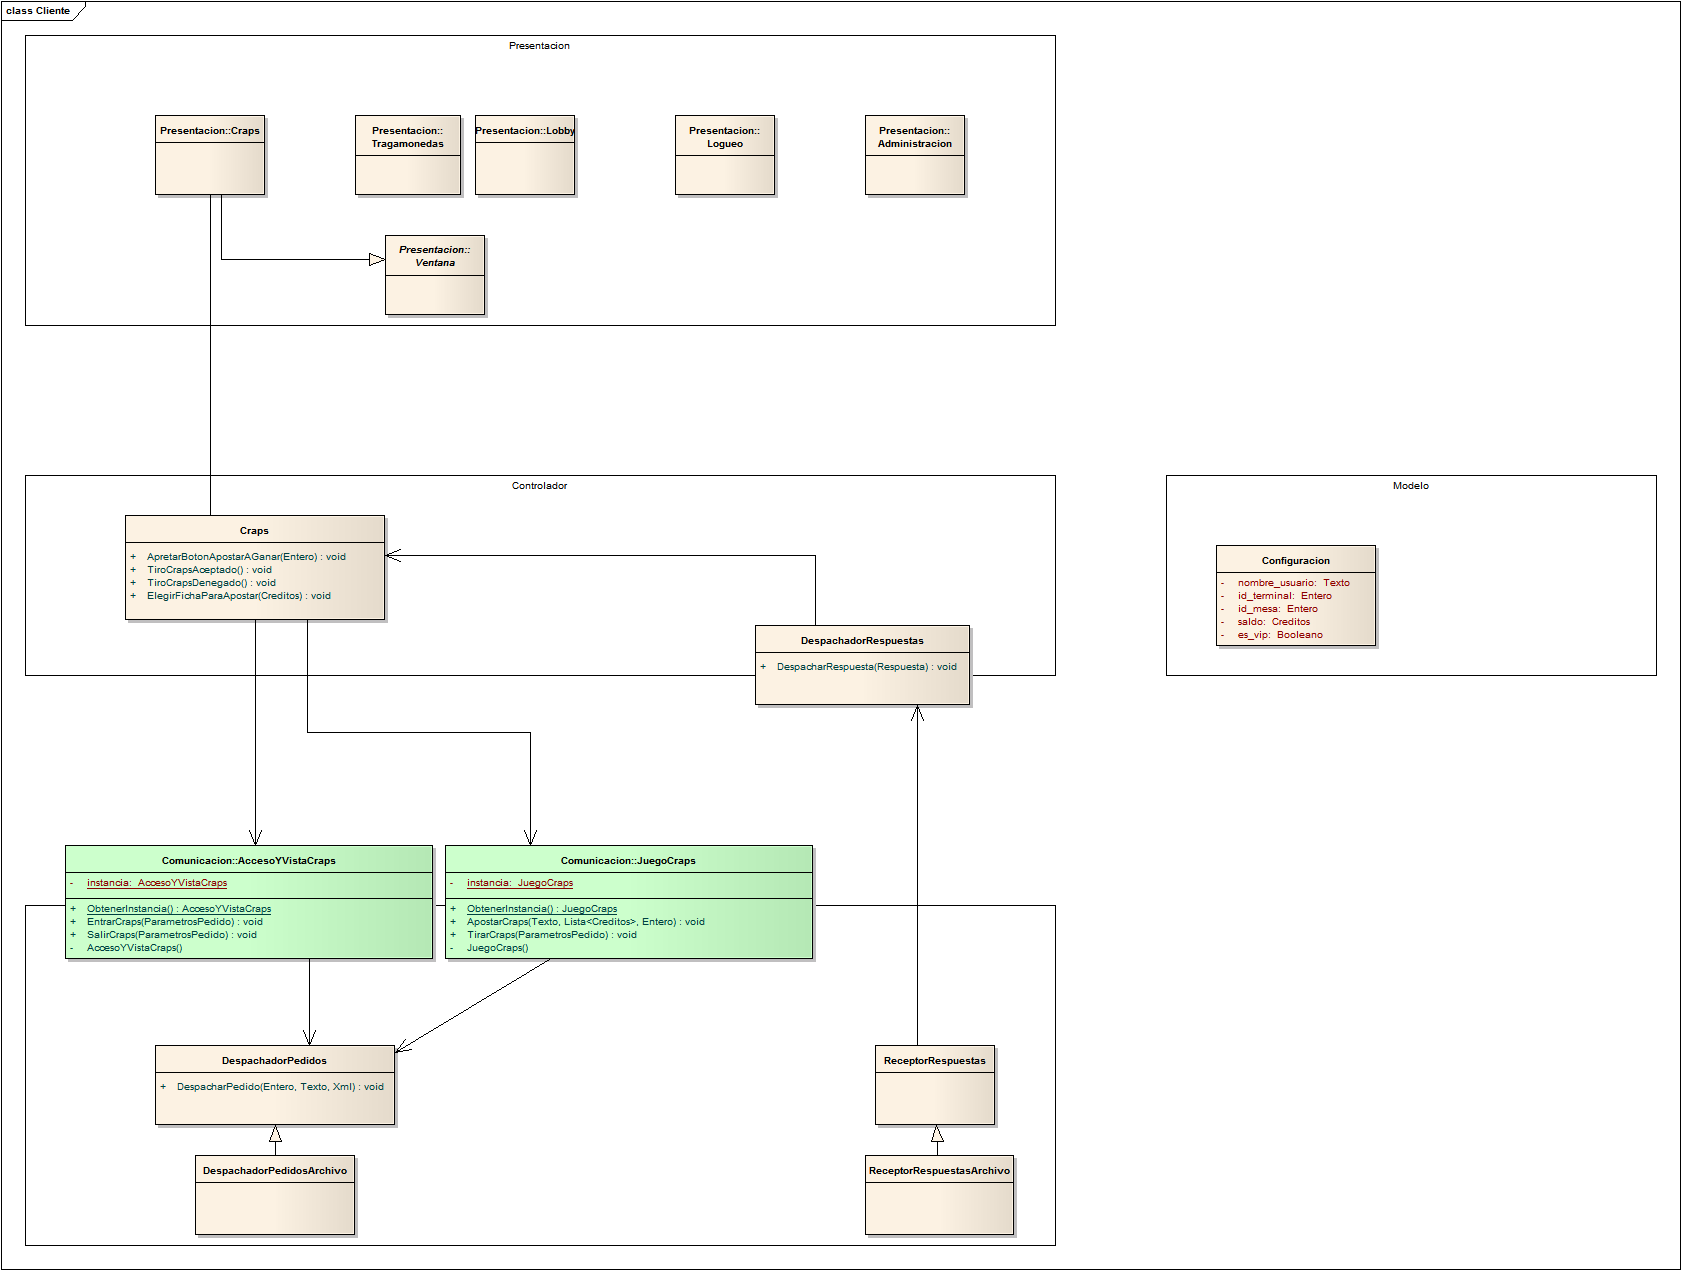 class Cliente
Presentacion
Presentacion::Craps
Presentacion::
Tragamonedas
Presentacion::Lobby
Presentacion::
Logueo
Presentacion::
Administracion
Presentacion::
Ventana
Controlador
Craps
+ ApretarBotonApostarAGanar(Entero) : void
+ TiroCrapsAceptado() : void
+ TiroCrapsDenegado() : void
+ ElegirFichaParaApostar(Creditos) : void
DespachadorRespuestas
+ DespacharRespuesta(Respuesta) : void
Modelo
Configuracion
- nombre_usuario: Texto
- id_terminal: Entero
- id_mesa: Entero
- saldo: Creditos
- es_vip: Booleano
Comunicacion::AccesoYVistaCraps
- instancia: AccesoYVistaCraps
+ ObtenerInstancia() : AccesoYVistaCraps
+ EntrarCraps(ParametrosPedido) : void
+ SalirCraps(ParametrosPedido) : void
- AccesoYVistaCraps()
Comunicacion::JuegoCraps
- instancia: JuegoCraps
+ ObtenerInstancia() : JuegoCraps
+ ApostarCraps(Texto, Lista<Creditos>, Entero) : void
+ TirarCraps(ParametrosPedido) : void
- JuegoCraps()
DespachadorPedidos
+ DespacharPedido(Entero, Texto, Xml) : void
ReceptorRespuestas
DespachadorPedidosArchivo
ReceptorRespuestasArchivo